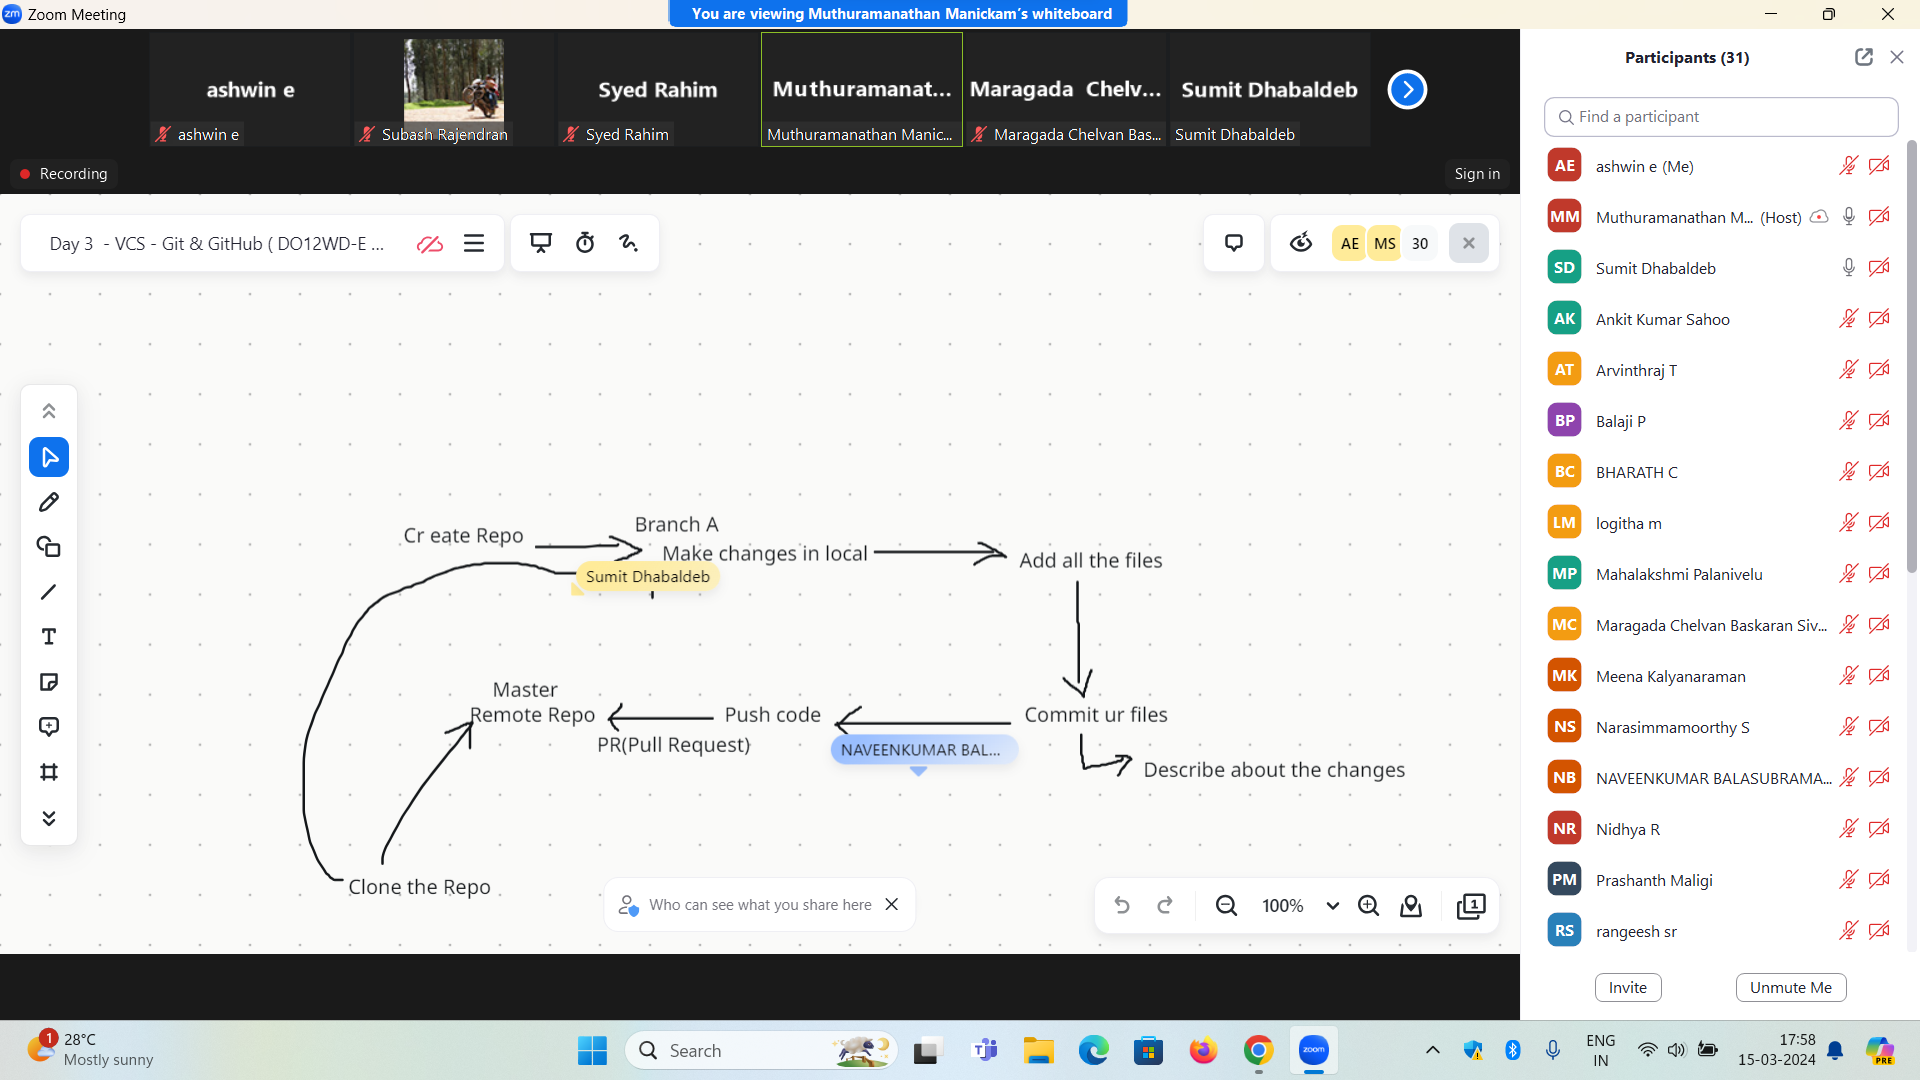 Zoom Meeting
You are viewing Muthuramanathan Manickam's whiteboard
ashwin e
Syed Rahim
Muthuramanat...
Maragada Chelv...
Sumit Dhabaldeb
ashwin e
Subash Rajendran
Syed Rahim
Muthuramanathan Manic...
Maragada Chelvan Bas...
Sumit Dhabaldeb
Recording
Sign in
Day 3 - VCS - Git & GitHub ( DO12WD-E ...
AE
MS
30
Branch A
Cr eate Repo
Make changes in local
Add all the files
Sumit Dhabaldeb
Master
Remote Repo
Push code
Commit ur files
PR(Pull Request)
NAVEENKUMAR BAL...
Describe about the changes
Clone the Repo
Who can see what you share here
100%
1
Participants (31)
Find a participant
AE ashwin e (Me)
MM Muthuramanathan M... (Host)
SD Sumit Dhabaldeb
AK Ankit Kumar Sahoo
AT Arvinthraj T
BP Balaji P
BC BHARATH C
LM logitha m
MP Mahalakshmi Palanivelu
MC Maragada Chelvan Baskaran Siv...
MK Meena Kalyanaraman
NS Narasimmamoorthy S
NB NAVEENKUMAR BALASUBRAMA...
NR Nidhya R
PM Prashanth Maligi
RS rangeesh sr
Invite
Unmute Me
1
28°C
Mostly sunny
Search
zoom
ENG
IN
17:58
15-03-2024
PRE